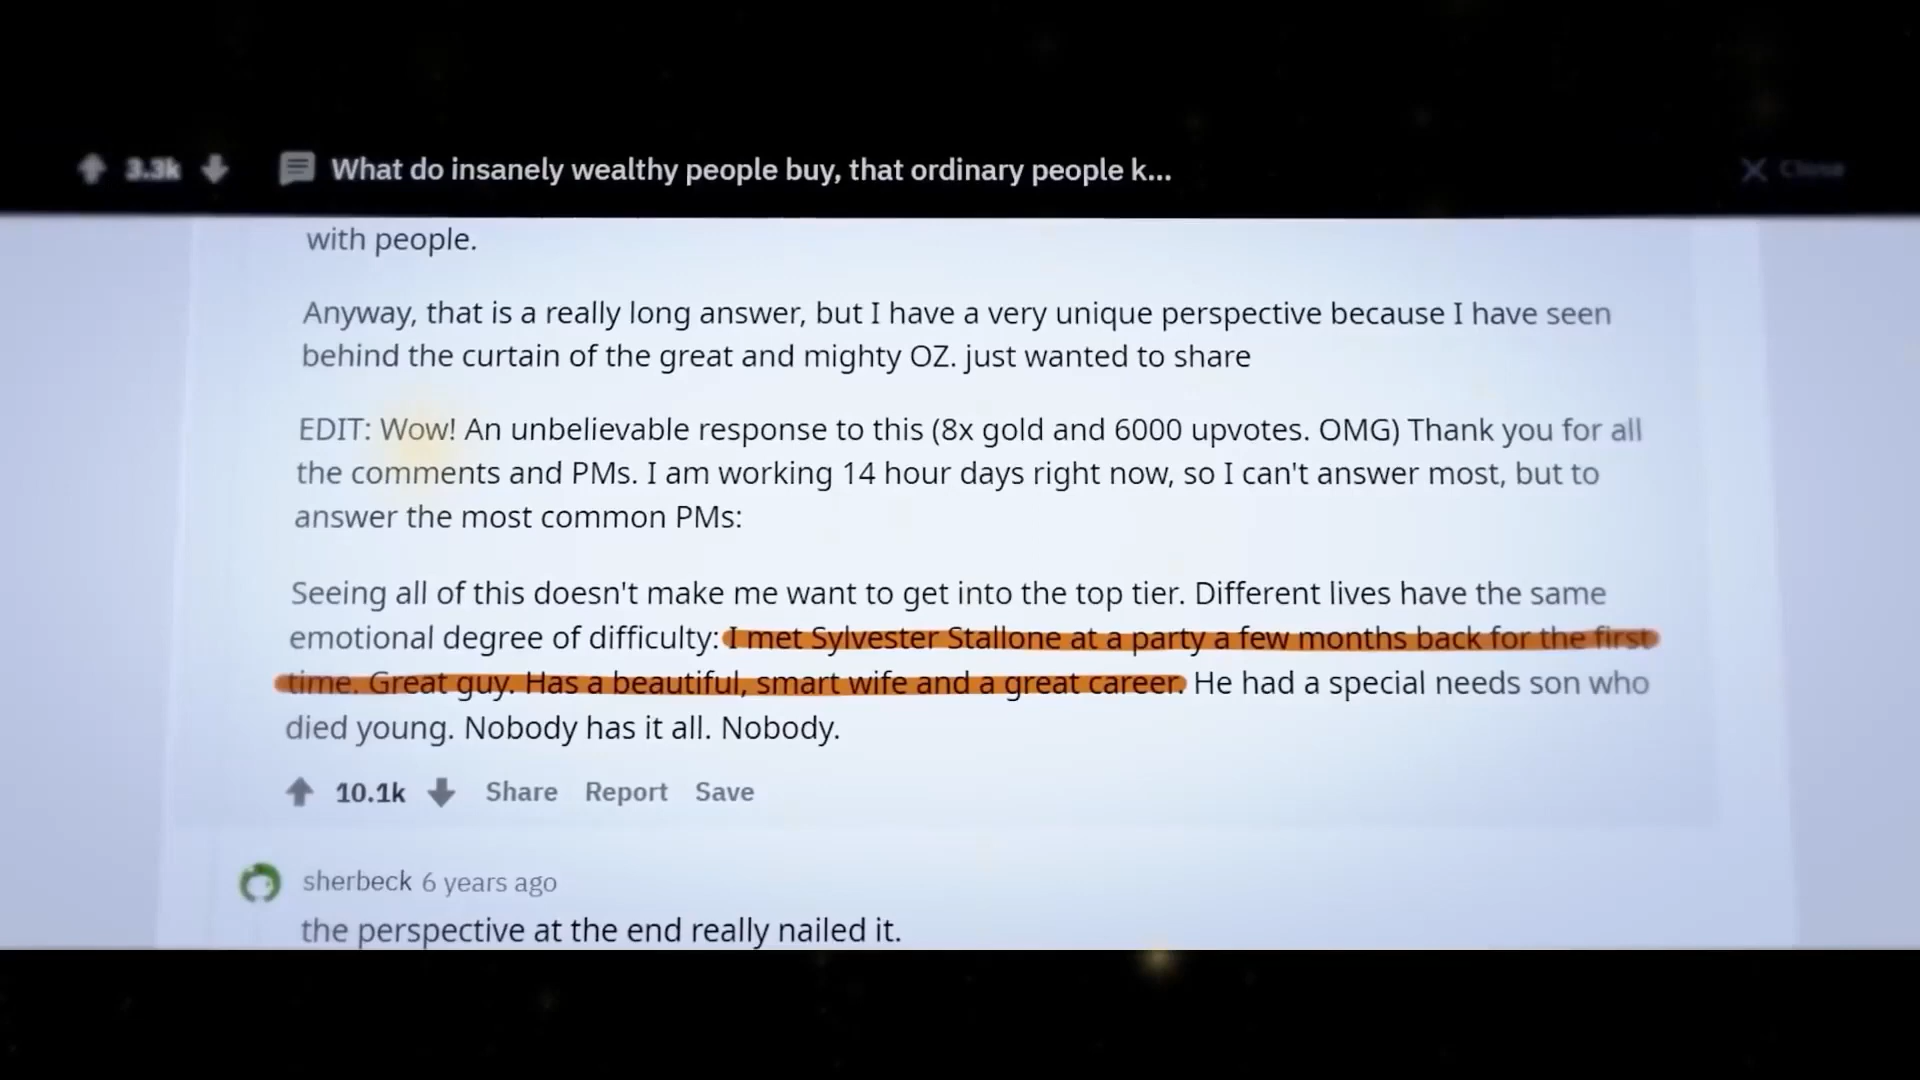 3.3k
What do insanely wealthy people buy, that ordinary people k...
Close
with people.
Anyway, that is a really long answer, but I have a very unique perspective because I have seen
behind the curtain of the great and mighty OZ. just wanted to share
EDIT: Wow! An unbelievable response to this (8x gold and 6000 upvotes. OMG) Thank you for all
the comments and PMs. I am working 14 hour days right now, so I can't answer most, but to
answer the most common PMs:
Seeing all of this doesn't make me want to get into the top tier. Different lives have the same
emotional degree of difficulty: I met Sylvester Stallone at a party a few months back for the first
time. Great guy. Has a beautiful, smart wife and a great career. He had a special needs son who
died young. Nobody has it all. Nobody.
10.1k Share Report Save
sherbeck 6 years ago
the perspective at the end really nailed it.